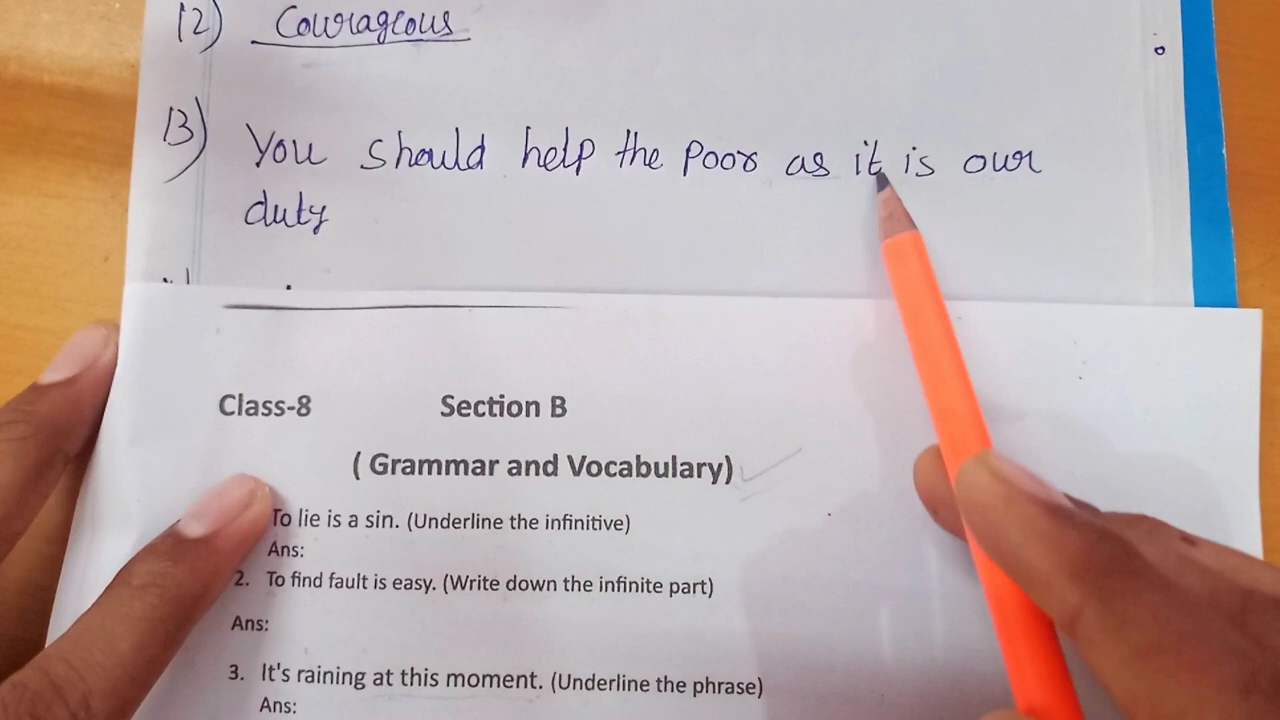 12) Courageous
13) You should help the poor as it is our
duty
Class-8 Section B
( Grammar and Vocabulary)
To lie is a sin. (Underline the infinitive)
Ans:
2. To find fault is easy. (Write down the infinite part)
Ans:
3. It's raining at this moment. (Underline the phrase)
Ans: